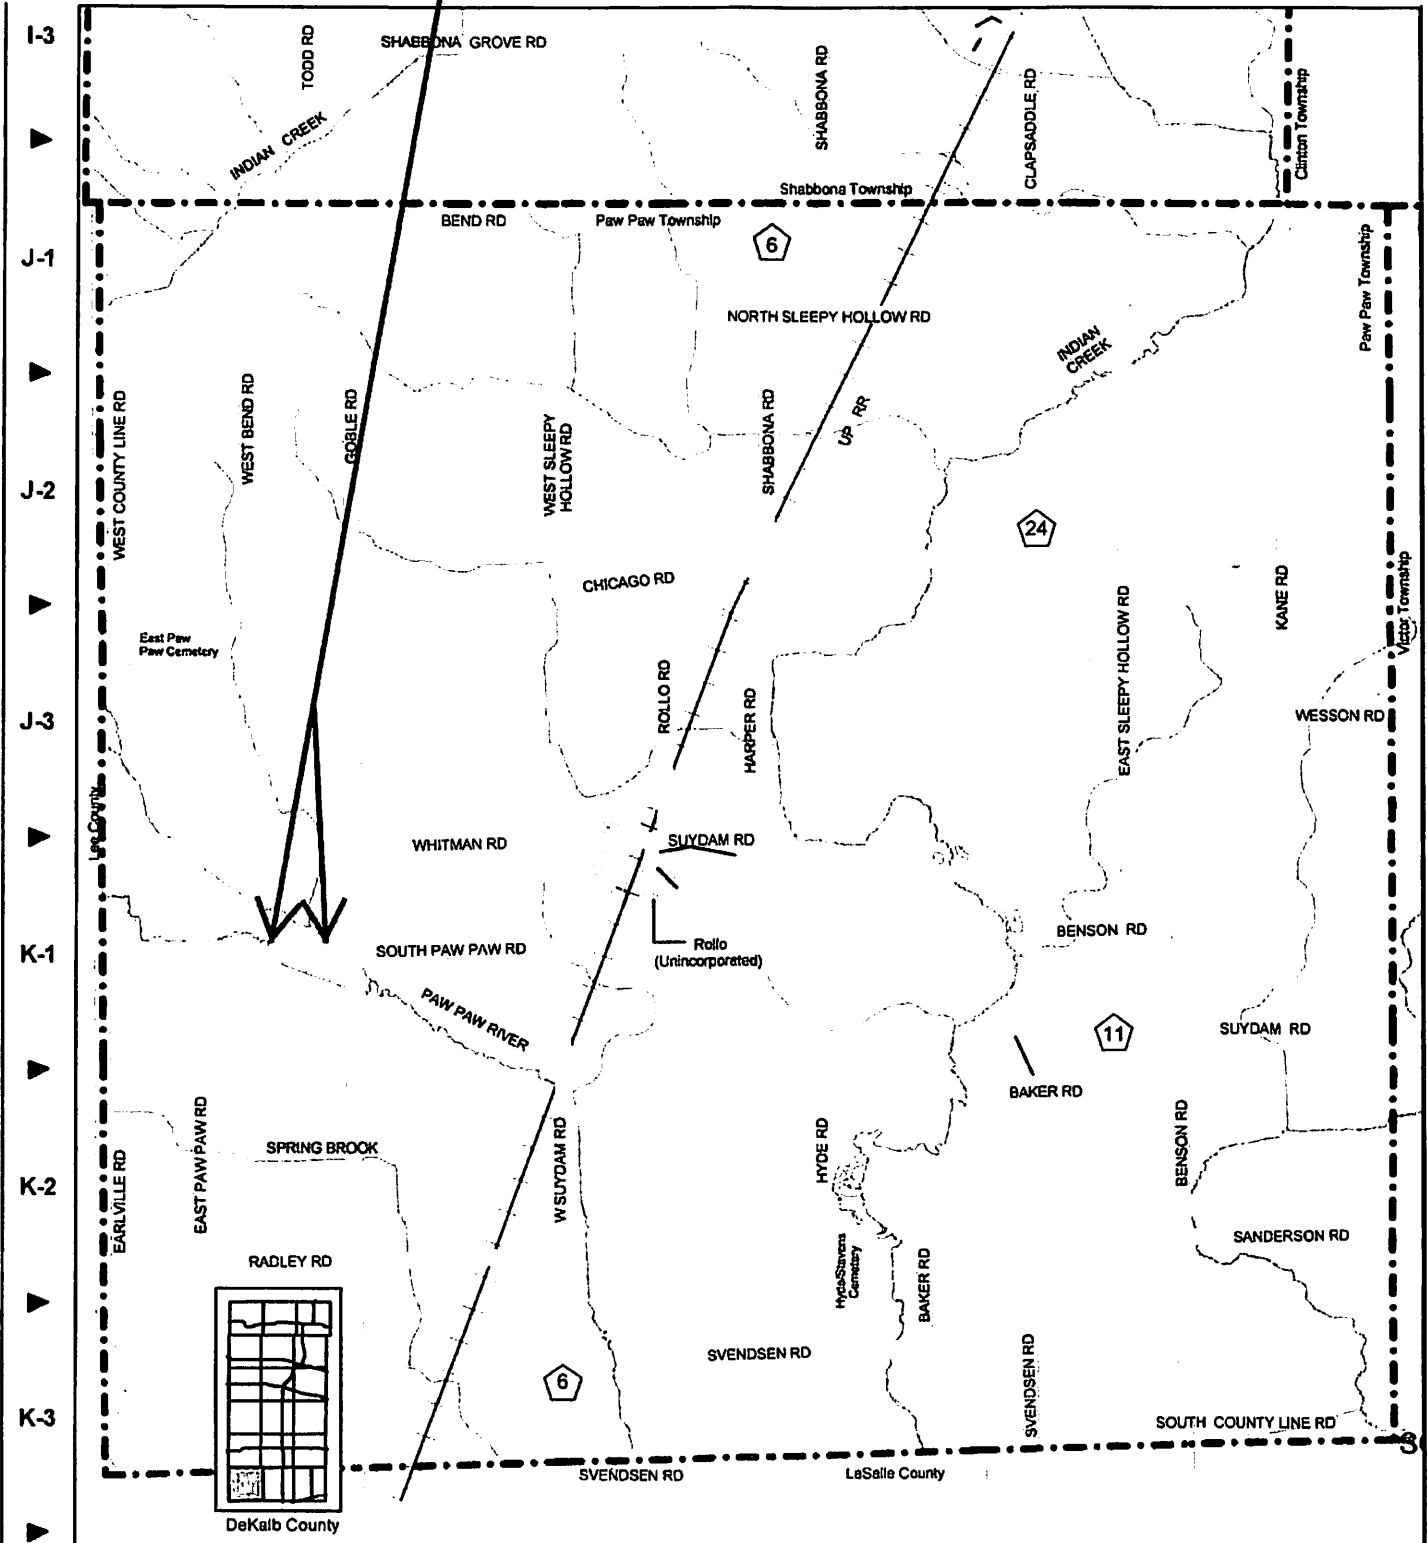 I-3
SHABBONA GROVE RD
TODD RD
SHABBONA RD
CLAPSADDLE RD
Clinton Township
INDIAN CREEK
Shabbona Township
BEND RD
Paw Paw Township
6
J-1
Paw Paw Township
NORTH SLEEPY HOLLOW RD
INDIAN
CREEK
WEST COUNTY LINE RD
WEST BEND RD
GOBLE RD
WEST SLEEPY
HOLLOW RD
SHABBONA RD
UP RR
J-2
24
CHICAGO RD
EAST SLEEPY HOLLOW RD
KANE RD
Victor Township
East Paw
Paw Cemetery
ROLLO RD
HARPER RD
J-3
WESSON RD
Lee County
WHITMAN RD
SUYDAM RD
BENSON RD
K-1
SOUTH PAW PAW RD
Rollo
(Unincorporated)
PAW PAW RIVER
11
SUYDAM RD
BAKER RD
EARLVILLE RD
EAST PAW PAW RD
SPRING BROOK
W SUYDAM RD
HYDE RD
BENSON RD
K-2
SANDERSON RD
RADLEY RD
Hyde/Stevens
Cemetery
BAKER RD
SVENDSEN RD
6
SVENDSEN RD
K-3
SOUTH COUNTY LINE RD
S
SVENDSEN RD
LaSalle County
DeKalb County